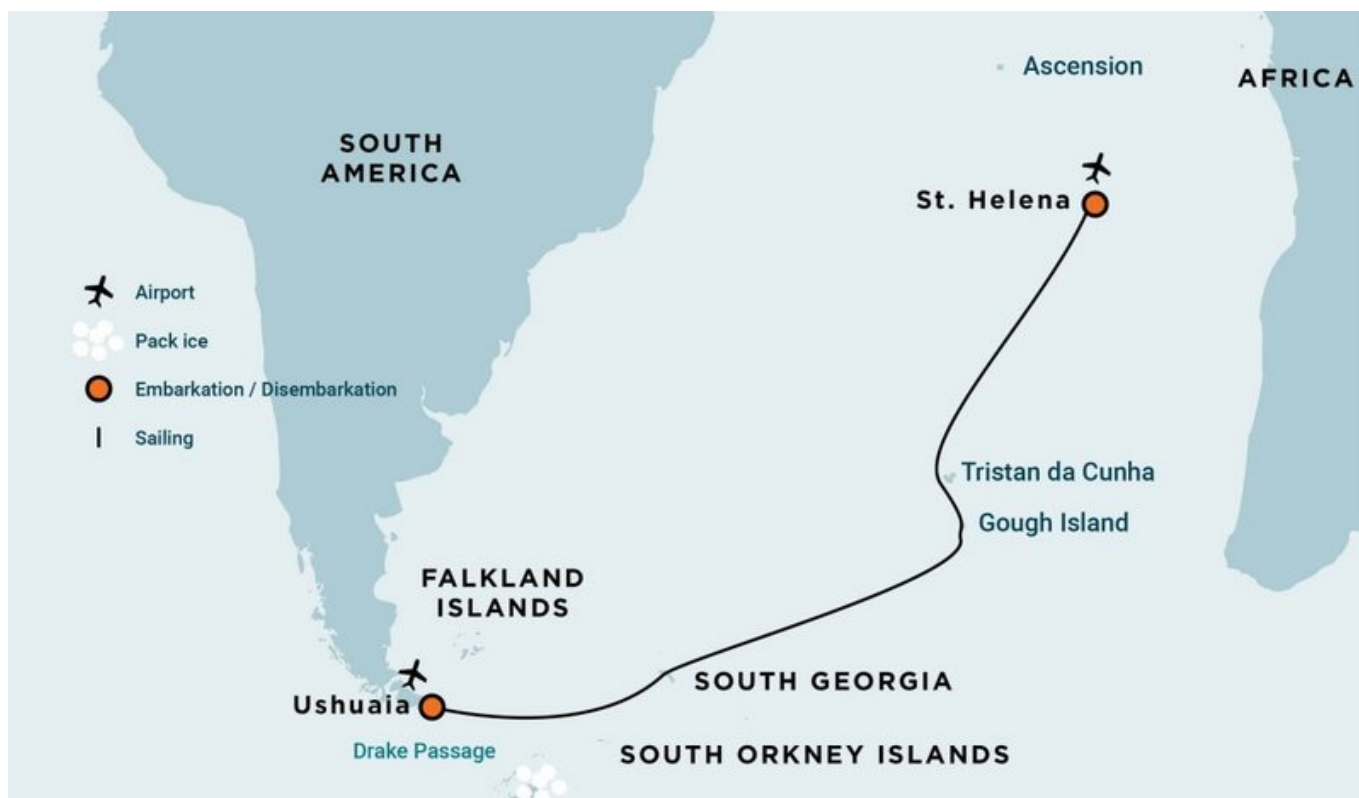 Ascension
AFRICA
SOUTH
AMERICA
St. Helena
Airport
Pack ice
Embarkation / Disembarkation
Sailing
Tristan da Cunha
Gough Island
FALKLAND
ISLANDS
SOUTH GEORGIA
Ushuaia
Drake Passage
SOUTH ORKNEY ISLANDS